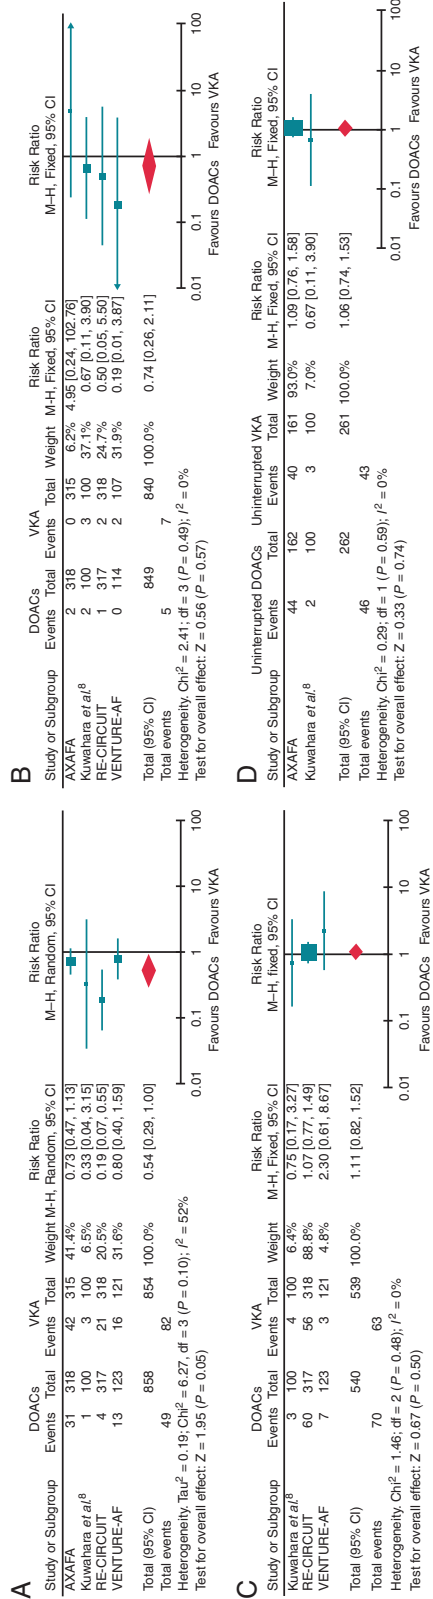 A
DOACs VKA Risk Ratio Risk Ratio
Study or Subgroup Events Total Events Total Weight M-H, Random, 95% CI M–H, Random, 95% CI
AXAFA 31 318 42 315 41.4% 0.73 [0.47, 1.13]
Kuwahara et al.8 1 100 3 100 6.5% 0.33 [0.04, 3.15]
RE-CIRCUIT 4 317 21 318 20.5% 0.19 [0.07, 0.55]
VENTURE-AF 13 123 16 121 31.6% 0.80 [0.40, 1.59]
Total (95% CI) 858 854 100.0% 0.54 [0.29, 1.00]
Total events 49 82
Heterogeneity. Tau2 = 0.19; Chi2 = 6.27, df = 3 (P = 0.10); I2 = 52%
Test for overall effect: Z = 1.95 (P = 0.05)
0.01 0.1 1 10 100
Favours DOACs Favours VKA
B
DOACs VKA Risk Ratio Risk Ratio
Study or Subgroup Events Total Events Total Weight M-H, Fixed, 95% CI M–H, Fixed, 95% CI
AXAFA 2 318 0 315 6.2% 4.95 [0.24, 102.76]
Kuwahara et al.8 2 100 3 100 37.1% 0.67 [0.11, 3.90]
RE-CIRCUIT 1 317 2 318 24.7% 0.50 [0.05, 5.50]
VENTURE-AF 0 114 2 107 31.9% 0.19 [0.01, 3.87]
Total (95% CI) 849 840 100.0% 0.74 [0.26, 2.11]
Total events 5 7
Heterogeneity. Chi2 = 2.41; df = 3 (P = 0.49); I2 = 0%
Test for overall effect: Z = 0.56 (P = 0.57)
0.01 0.1 1 10 100
Favours DOACs Favours VKA
C
DOACs VKA Risk Ratio Risk Ratio
Study or Subgroup Events Total Events Total Weight M-H, Fixed, 95% CI M–H, fixed, 95% CI
Kuwahara et al.8 3 100 4 100 6.4% 0.75 [0.17, 3.27]
RE-CIRCUIT 60 317 56 318 88.8% 1.07 [0.77, 1.49]
VENTURE-AF 7 123 3 121 4.8% 2.30 [0.61, 8.67]
Total (95% CI) 540 539 100.0% 1.11 [0.82, 1.52]
Total events 70 63
Heterogeneity. Chi2 = 1.46; df = 2 (P = 0.48); I2 = 0%
Test for overall effect: Z = 0.67 (P = 0.50)
0.01 0.1 1 10 100
Favours DOACs Favours VKA
D
Uninterrupted DOACs Uninterrupted VKA Risk Ratio Risk Ratio
Study or Subgroup Events Total Events Total Weight M-H, Fixed, 95% CI M–H, Fixed, 95% CI
AXAFA 44 162 40 161 93.0% 1.09 [0.76, 1.58]
Kuwahara et al.8 2 100 3 100 7.0% 0.67 [0.11, 3.90]
Total (95% CI) 262 261 100.0% 1.06 [0.74, 1.53]
Total events 46 43
Heterogeneity. Chi2 = 0.29; df = 1 (P = 0.59); I2 = 0%
Test for overall effect: Z = 0.33 (P = 0.74)
0.01 0.1 1 10 100
Favours DOACs Favours VKA